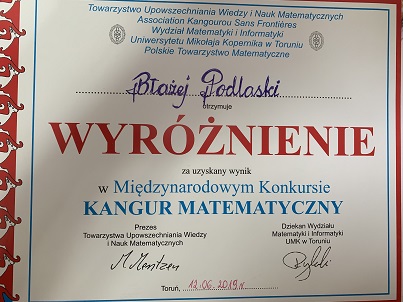 Towarzystwo Upowszechniania Wiedzy i Nauk Matematycznych
Association Kangourou Sans Frontières
Wydział Matematyki i Informatyki
Uniwersytetu Mikołaja Kopernika w Toruniu
Polskie Towarzystwo Matematyczne
Błażej Podlaski
otrzymuje
WYRÓŻNIENIE
za uzyskany wynik
w Międzynarodowym Konkursie
KANGUR MATEMATYCZNY
Prezes
Towarzystwa Upowszechniania Wiedzy
i Nauk Matematycznych
Dziekan Wydziału
Matematyki i Informatyki
UMK w Toruniu
M Mentzen
Toruń, 12.06.2019 r.